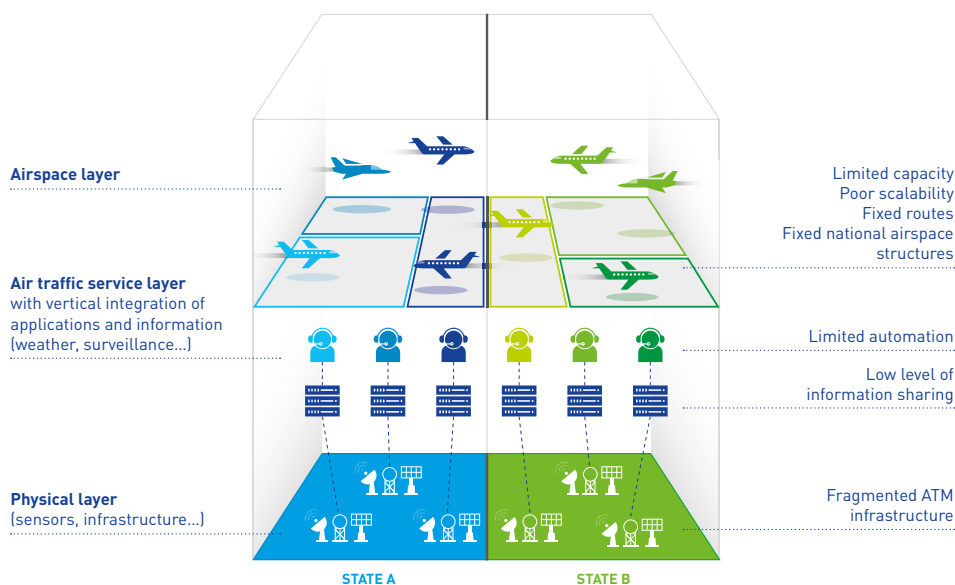 Airspace layer
Limited capacity
Poor scalability
Fixed routes
Fixed national airspace
structures
Air traffic service layer
with vertical integration of
applications and information
(weather, surveillance...)
Limited automation
Low level of
information sharing
Physical layer
(sensors, infrastructure...)
Fragmented ATM
infrastructure
STATE A
STATE B